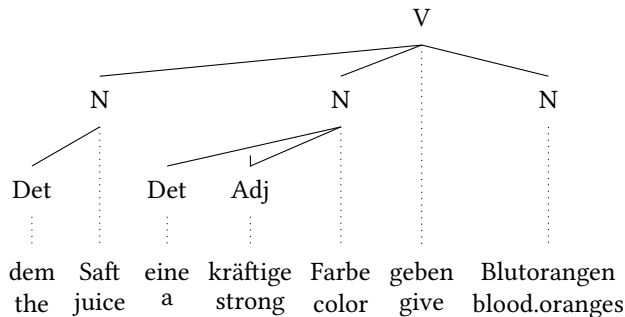 V
N N N
Det Det Adj
dem Saft eine kräftige Farbe geben Blutorangen
the juice a strong color give blood.oranges